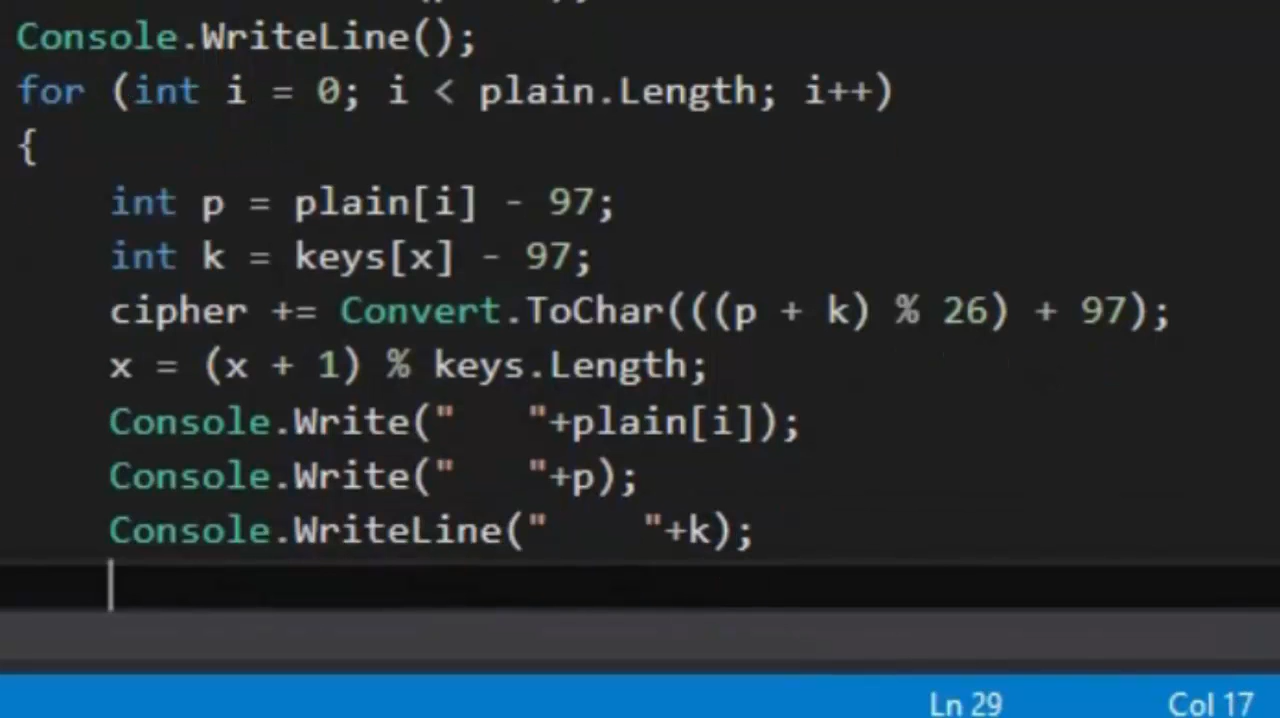 Console.WriteLine();
for (int i = 0; i < plain.Length; i++)
{
int p = plain[i] - 97;
int k = keys[x] - 97;
cipher += Convert.ToChar(((p + k) % 26) + 97);
x = (x + 1) % keys.Length;
Console.Write("   "+plain[i]);
Console.Write("   "+p);
Console.WriteLine("    "+k);
Ln 29 Col 17